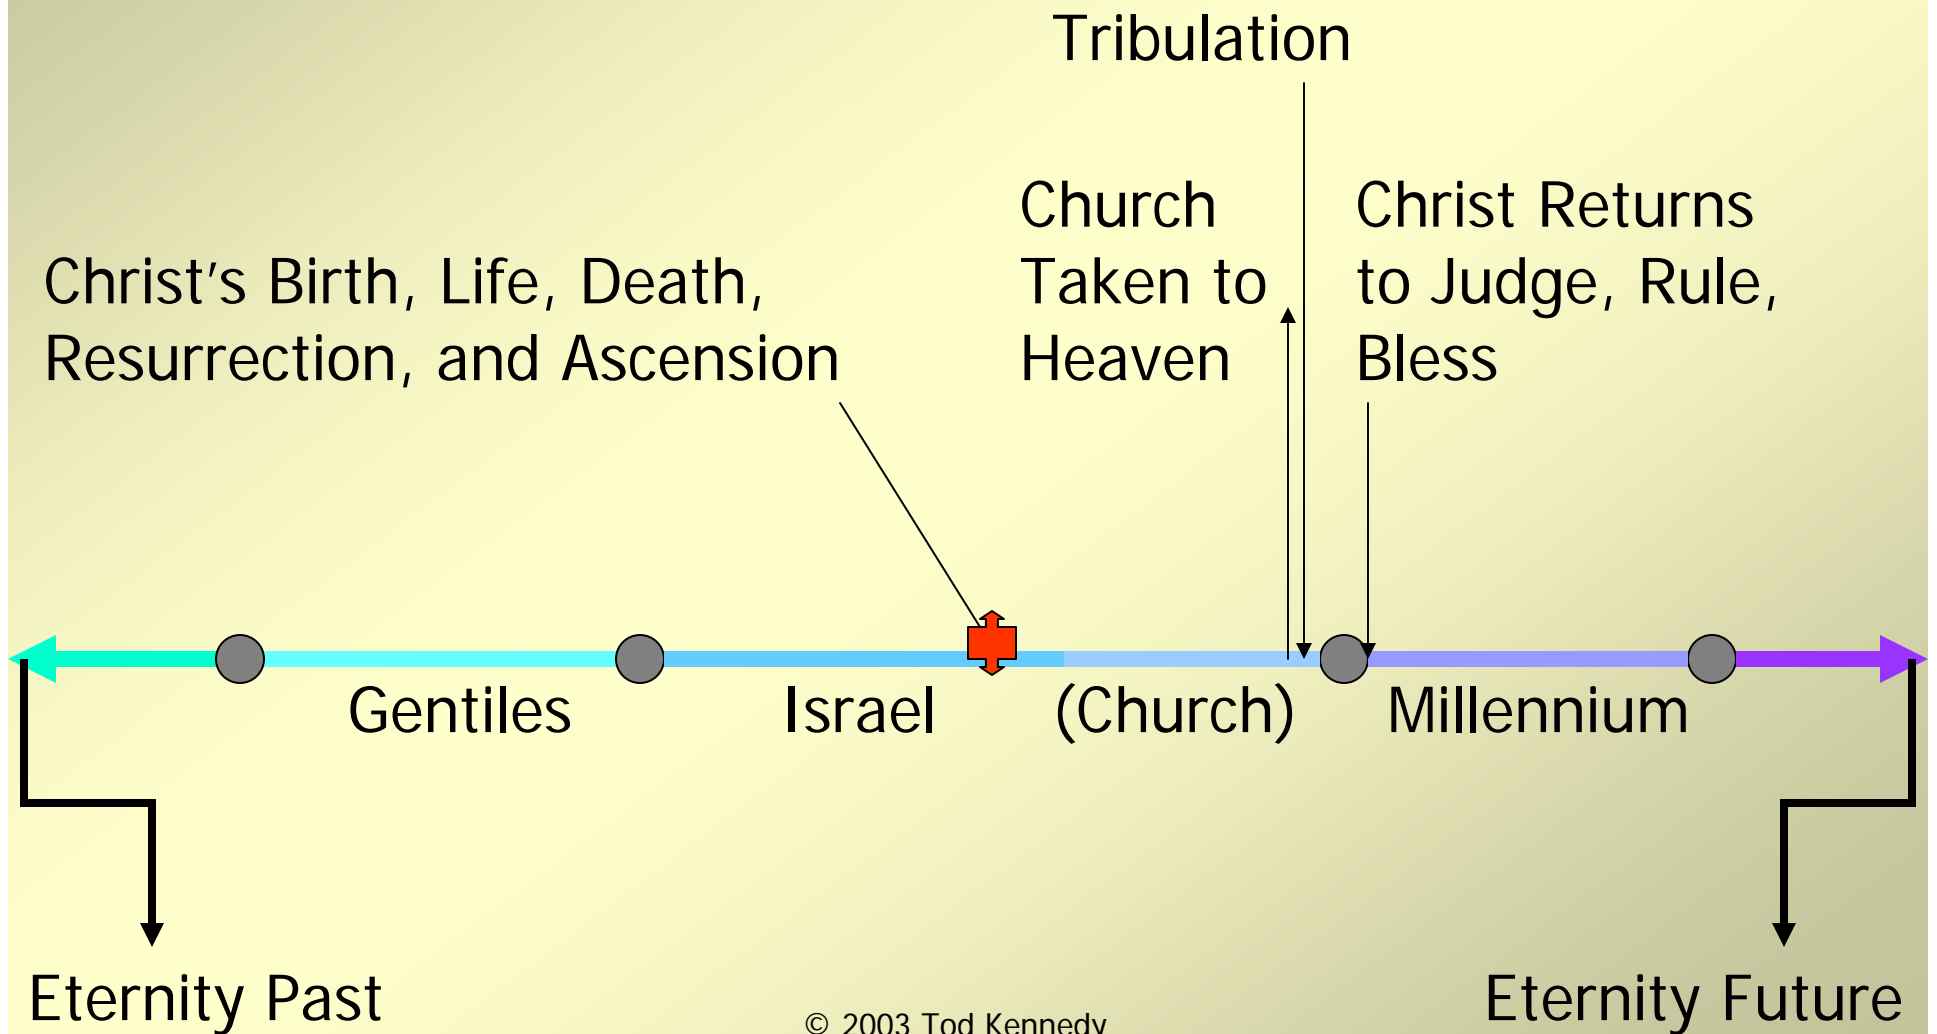 Tribulation
Church
Taken to
Heaven
Christ Returns
to Judge, Rule,
Bless
Christ's Birth, Life, Death,
Resurrection, and Ascension
Gentiles
Israel
(Church)
Millennium
Eternity Past
Eternity Future
© 2003 Tod Kennedy